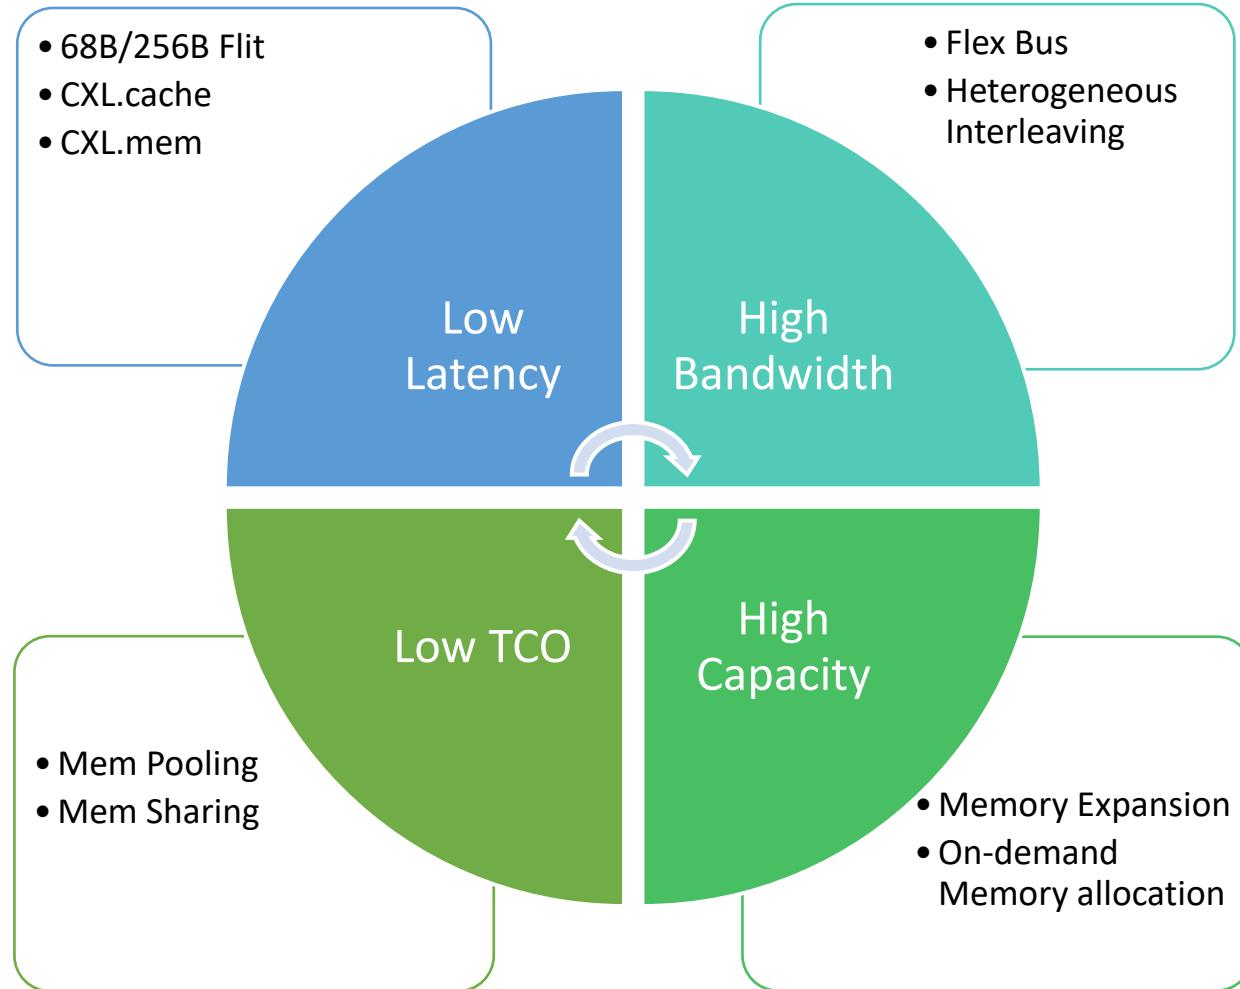 • 68B/256B Flit
• CXL.cache
• CXL.mem
• Flex Bus
• Heterogeneous
Interleaving
Low
Latency
High
Bandwidth
Low TCO
High
Capacity
• Mem Pooling
• Mem Sharing
• Memory Expansion
• On-demand
Memory allocation